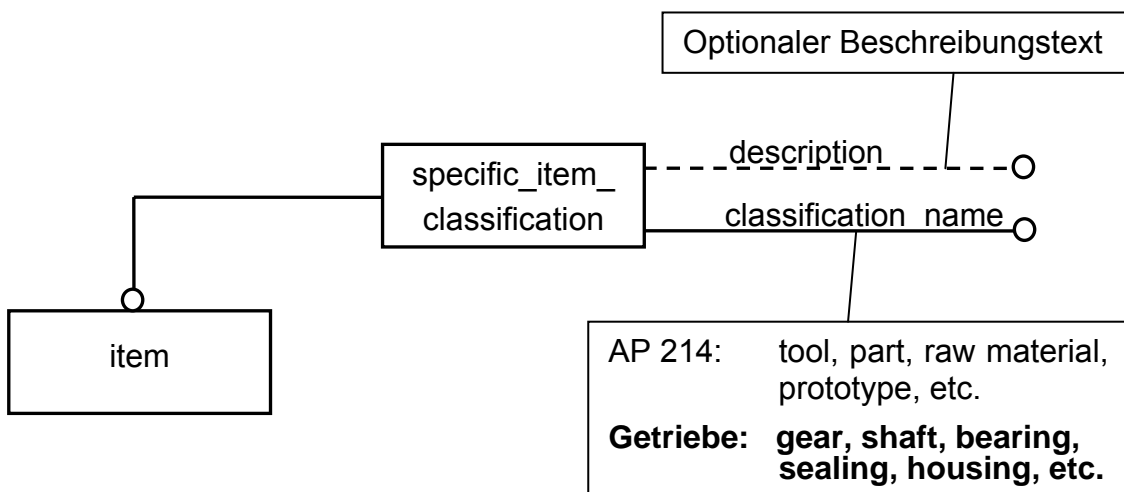 Optionaler Beschreibungstext
description
specific_item_
classification
classification_name
item
AP 214: tool, part, raw material,
prototype, etc.
Getriebe: gear, shaft, bearing,
sealing, housing, etc.